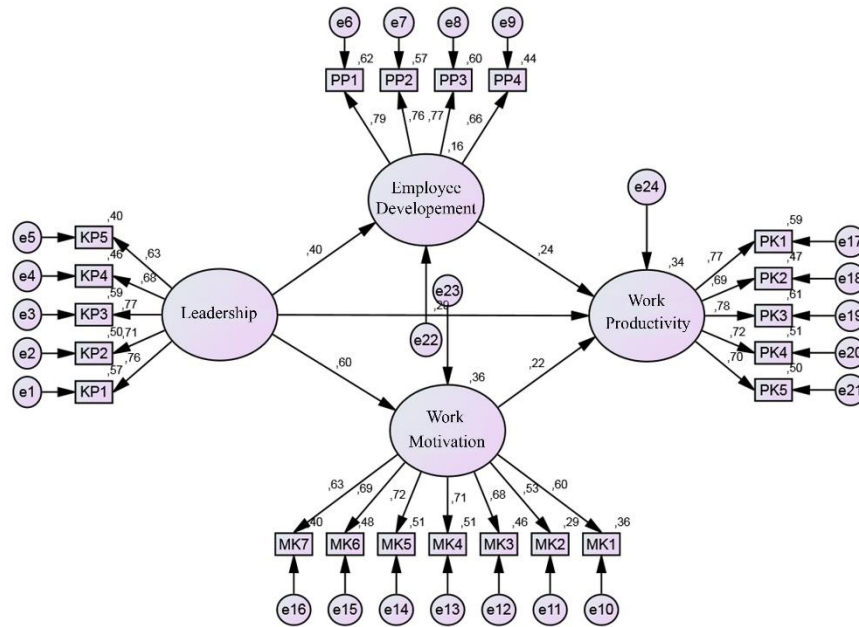 e6
e7
e8
e9
,62
,57
,60
,44
PP1
PP2
PP3
PP4
,79
,76
,77
,66
,16
Employee
Developement
e24
e5
KP5
,40
e4
KP4
,46
e3
KP3
,59
e2
KP2
,50
e1
KP1
,57
,63
,68
,77
,71
,76
Leadership
,40
,24
e23
e22
,60
,22
,34
Work
Productivity
,77
,69
,78
,72
,70
PK1
,59
e17
PK2
,47
e18
PK3
,61
e19
PK4
,51
e20
PK5
,50
e21
,36
Work
Motivation
,63
,69
,72
,71
,68
,53
,60
MK7
,40
MK6
,48
MK5
,51
MK4
,51
MK3
,46
MK2
,29
MK1
,36
e16
e15
e14
e13
e12
e11
e10